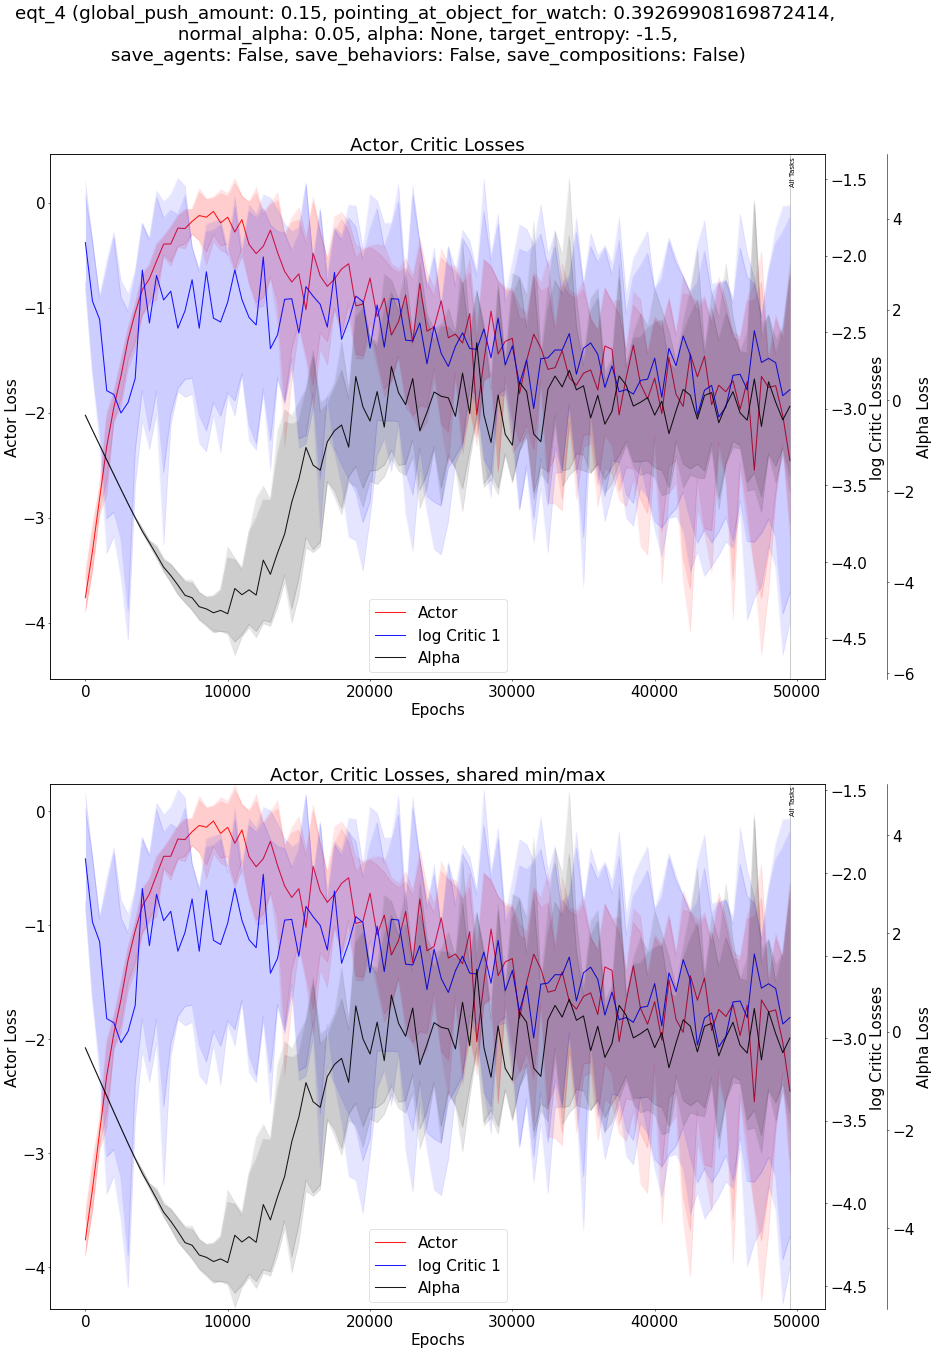 eqt_4 (global_push_amount: 0.15, pointing_at_object_for_watch: 0.39269908169872414,
normal_alpha: 0.05, alpha: None, target_entropy: -1.5,
save_agents: False, save_behaviors: False, save_compositions: False)
Actor, Critic Losses
All Tasks
0
−1
−2
−3
−4
Actor Loss
−1.5
−2.0
−2.5
−3.0
−3.5
−4.0
−4.5
log Critic Losses
4
2
0
−2
−4
−6
Alpha Loss
Actor
log Critic 1
Alpha
0 10000 20000 30000 40000 50000
Epochs
Actor, Critic Losses, shared min/max
All Tasks
0
−1
−2
−3
−4
Actor Loss
−1.5
−2.0
−2.5
−3.0
−3.5
−4.0
−4.5
log Critic Losses
4
2
0
−2
−4
Alpha Loss
Actor
log Critic 1
Alpha
0 10000 20000 30000 40000 50000
Epochs